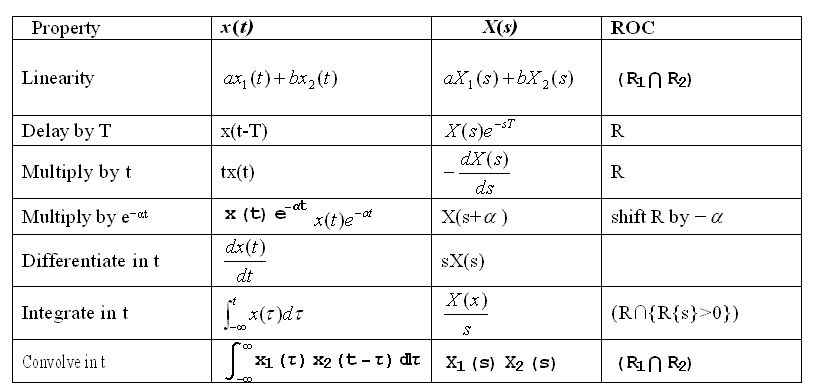 Property x(t) X(s) ROC
Linearity ax₁(t)+bx₂(t) aX₁(s)+bX₂(s) (R₁∩ R₂)
Delay by T x(t-T) X(s)e^{-sT} R
Multiply by t tx(t) -dX(s)/ds R
Multiply by e^{-αt} x(t) e^{-αt} x(t)e^{-αt} X(s+α) shift R by −α
Differentiate in t dx(t)/dt sX(s)
Integrate in t ∫_{-∞}^{t} x(τ)dτ X(x)/s (R∩{R{s}>0})
Convolve in t ∫_{-∞}^{∞} x₁(τ) x₂(t-τ) dτ X₁(s) X₂(s) (R₁∩ R₂)